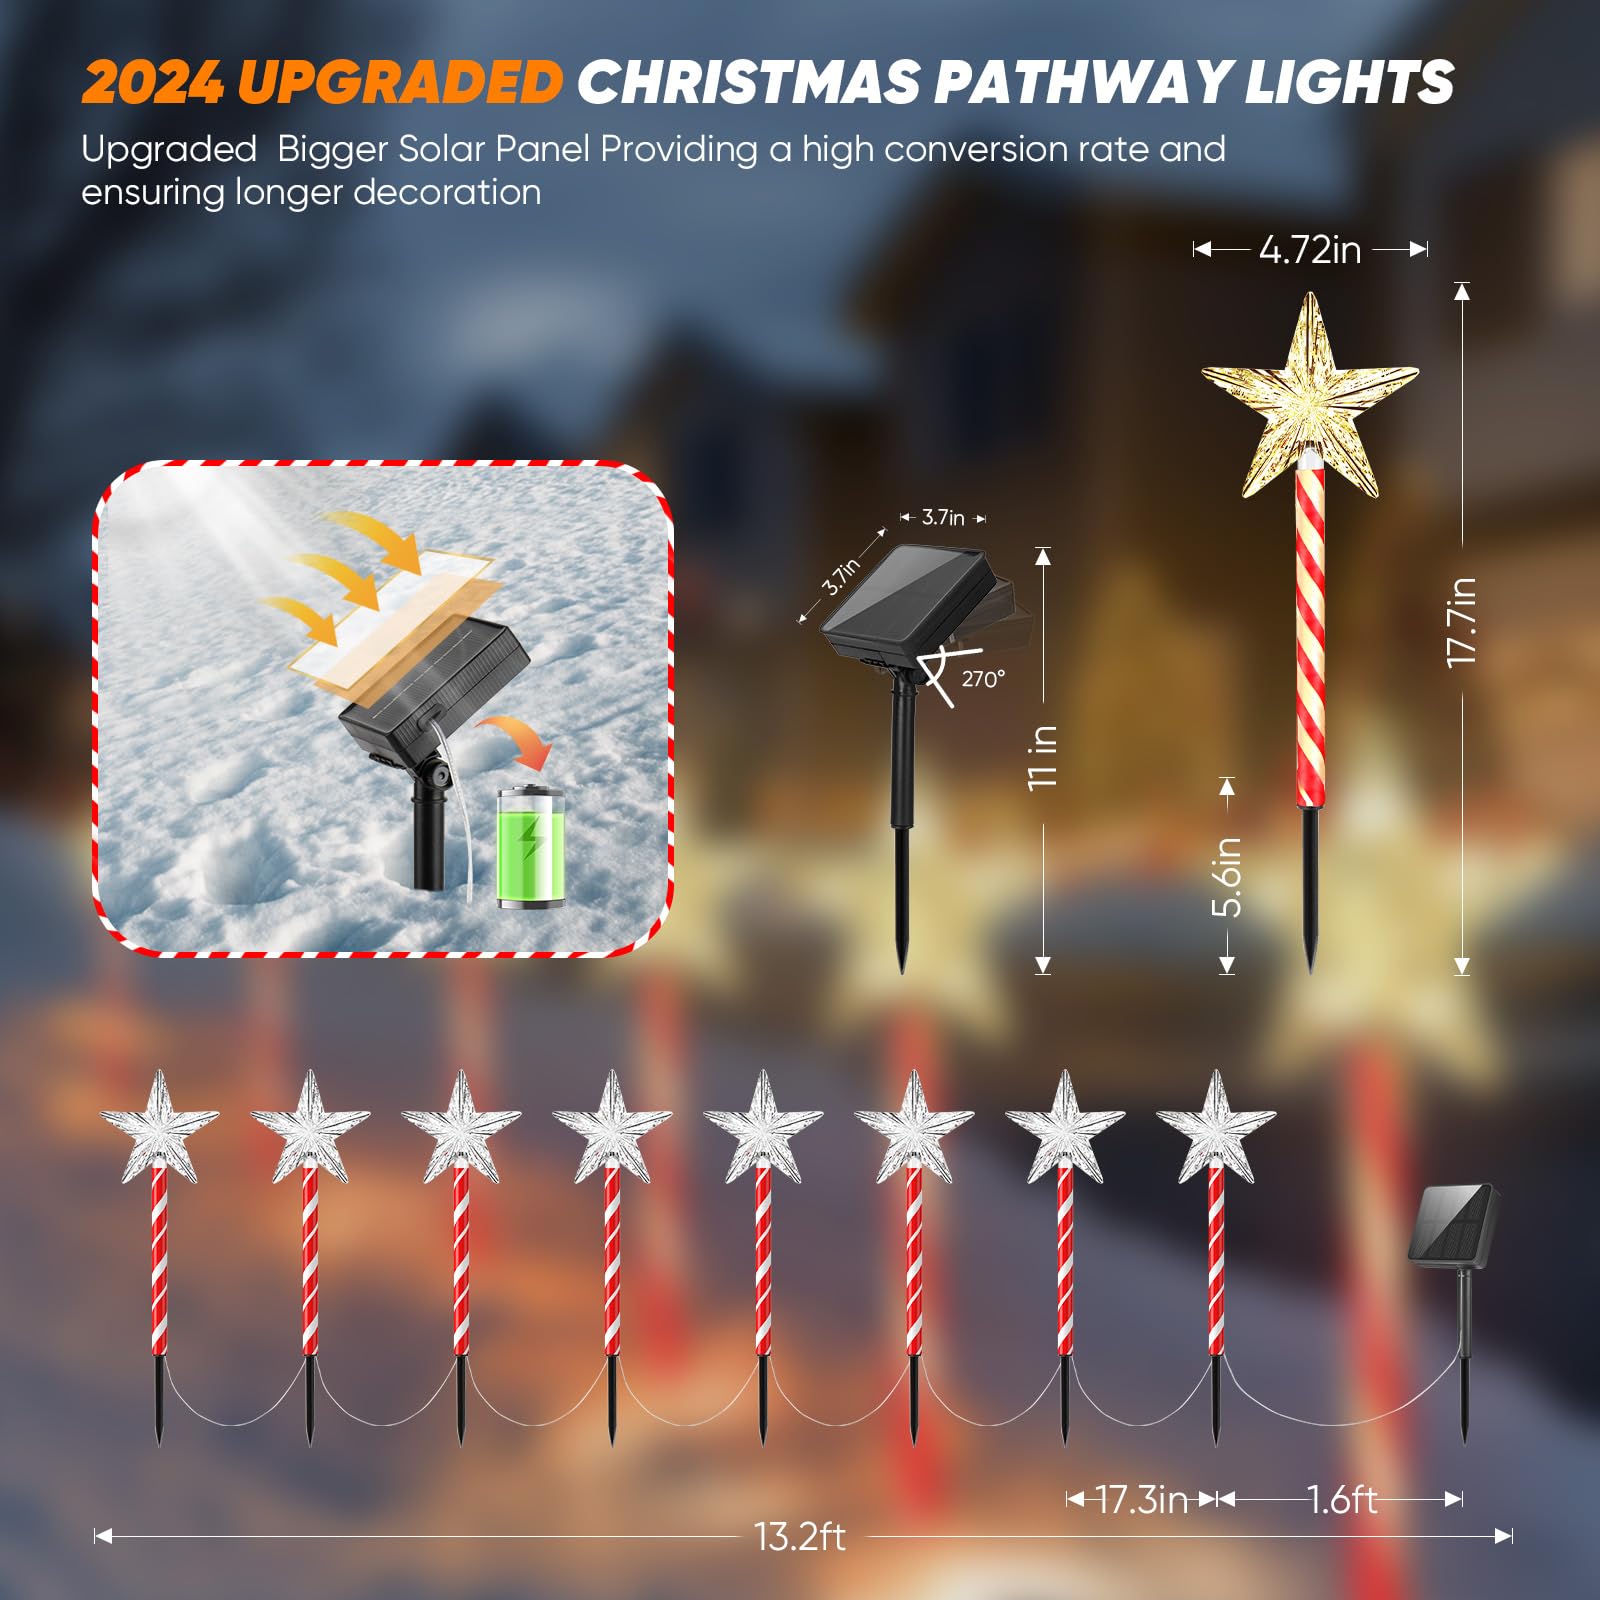 2024 UPGRADED CHRISTMAS PATHWAY LIGHTS
Upgraded Bigger Solar Panel Providing a high conversion rate and
ensuring longer decoration
4.72in
17.7in
3.7in
3.7in
270°
11 in
5.6in
17.3in
1.6ft
13.2ft